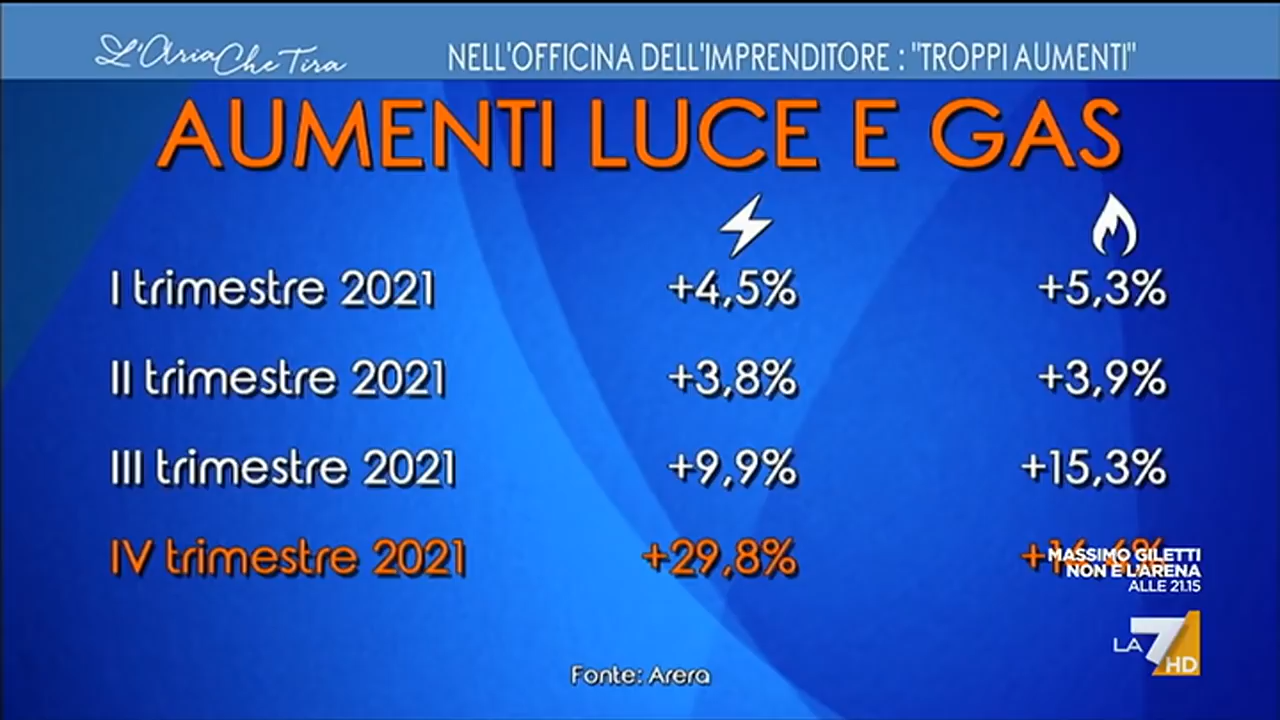 L'Aria Che Tira
NELL'OFFICINA DELL'IMPRENDITORE : "TROPPI AUMENTI"
AUMENTI LUCE E GAS
I trimestre 2021 +4,5% +5,3%
II trimestre 2021 +3,8% +3,9%
III trimestre 2021 +9,9% +15,3%
IV trimestre 2021 +29,8%
MASSIMO GILETTI
NON È L'ARENA
ALLE 21.15
Fonte: Arera
LA 7 HD